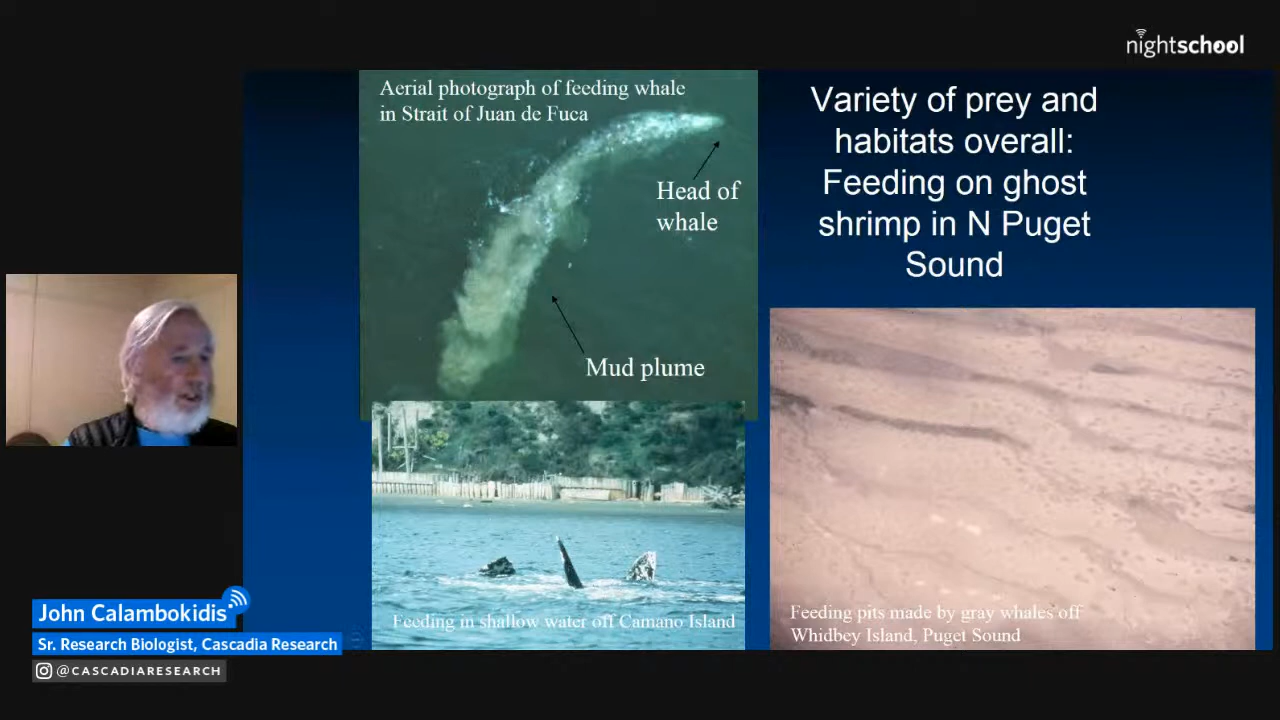 nightschool
Aerial photograph of feeding whale
in Strait of Juan de Fuca
Head of
whale
Mud plume
Variety of prey and
habitats overall:
Feeding on ghost
shrimp in N Puget
Sound
Feeding in shallow water off Camano Island
Feeding pits made by gray whales off
Whidbey Island, Puget Sound
John Calambokidis
Sr. Research Biologist, Cascadia Research
@CASCADIARESEARCH